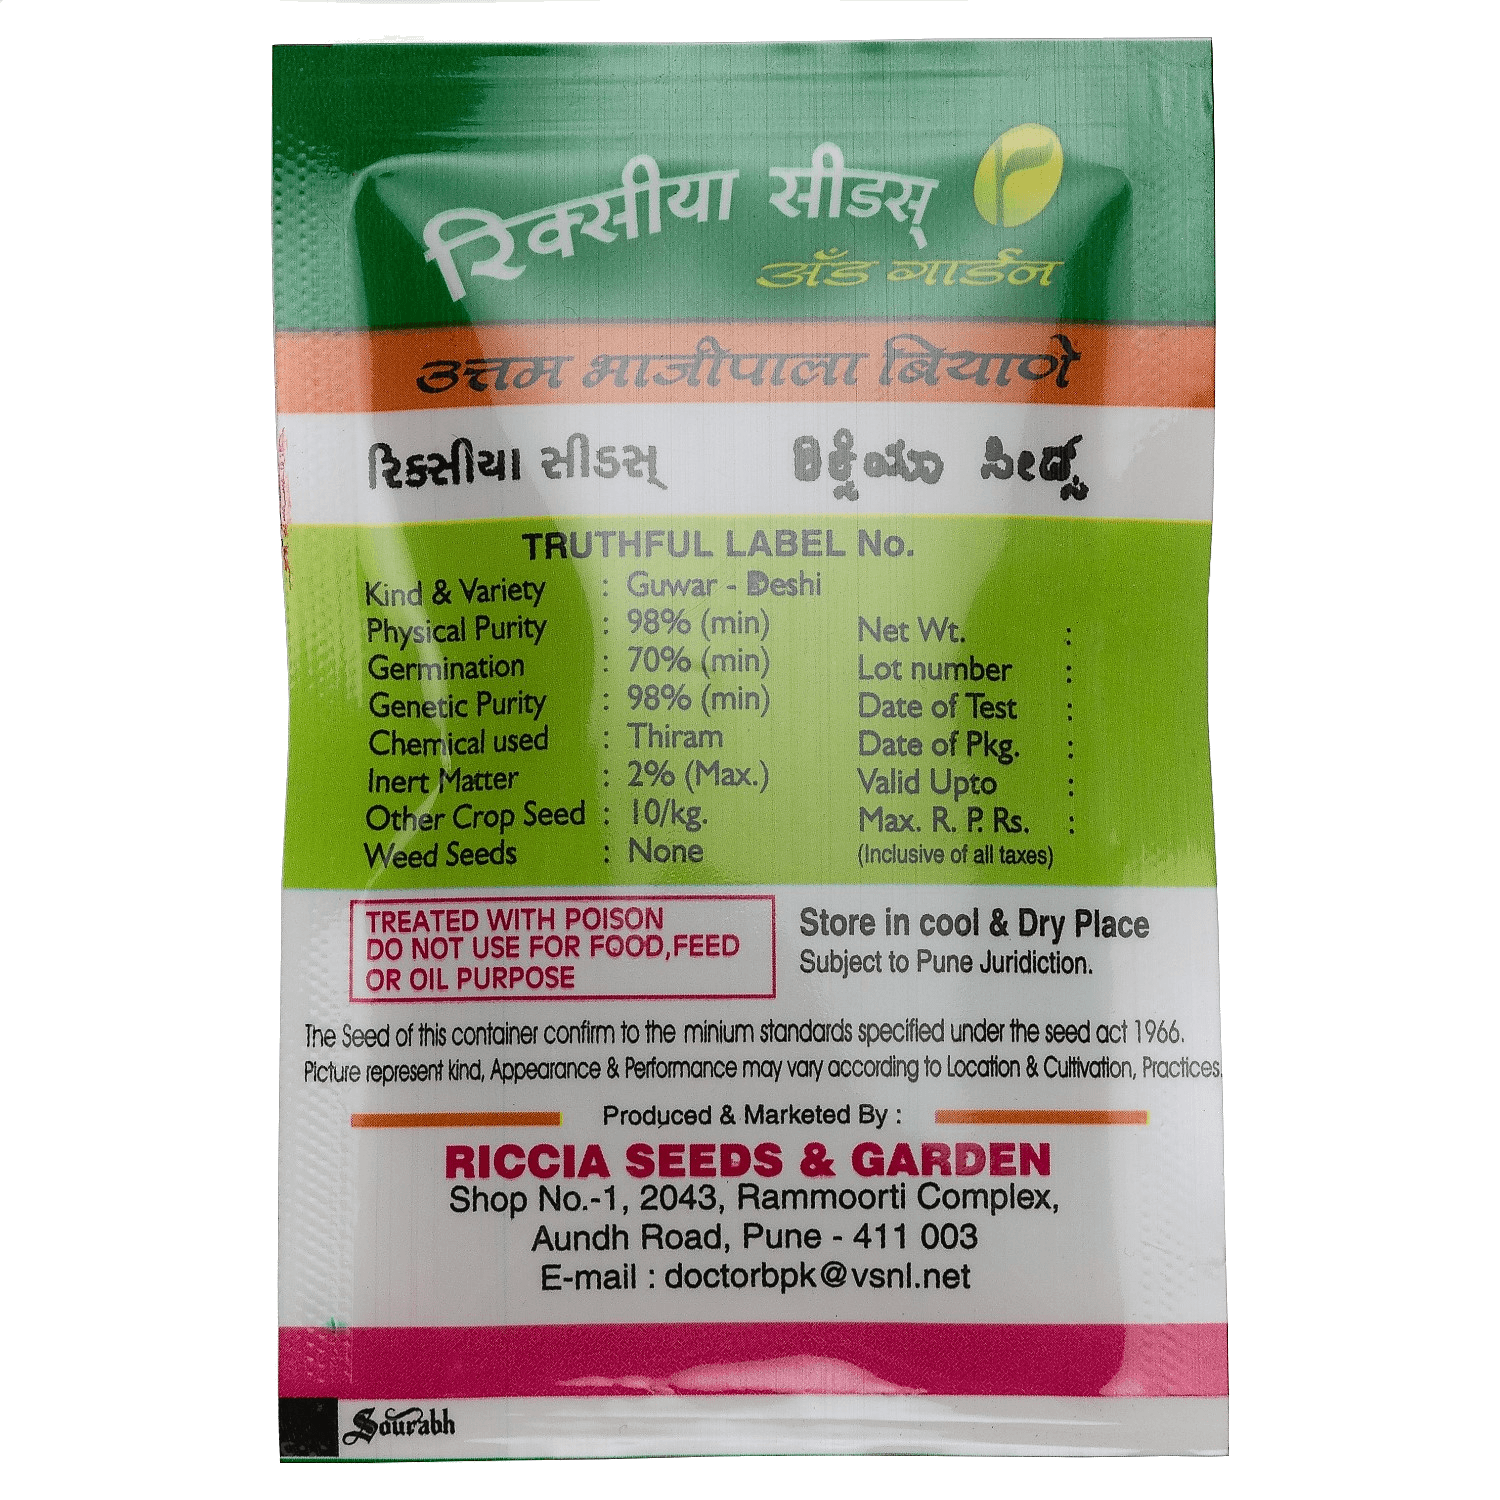 रिक्सीया सीडस्
अँड गार्डन
उत्तम भाजीपाला बियाणे
રિક્સીયા સીડસ્
ಸೀಡ್ಸ್
TRUTHFUL LABEL No.
Kind & Variety : Guwar - Deshi
Physical Purity : 98% (min)
Net Wt. :
Germination : 70% (min)
Lot number :
Genetic Purity : 98% (min)
Date of Test :
Chemical used : Thiram
Date of Pkg. :
Inert Matter : 2% (Max.)
Valid Upto :
Other Crop Seed : 10/kg.
Max. R. P. Rs. :
Weed Seeds : None
(Inclusive of all taxes)
TREATED WITH POISON
DO NOT USE FOR FOOD,FEED
OR OIL PURPOSE
Store in cool & Dry Place
Subject to Pune Juridiction.
The Seed of this container confirm to the minium standards specified under the seed act 1966.
Picture represent kind, Appearance & Performance may vary according to Location & Cultivation, Practices.
Produced & Marketed By :
RICCIA SEEDS & GARDEN
Shop No.-1, 2043, Rammoorti Complex,
Aundh Road, Pune - 411 003
E-mail : doctorbpk@vsnl.net
Sourabh